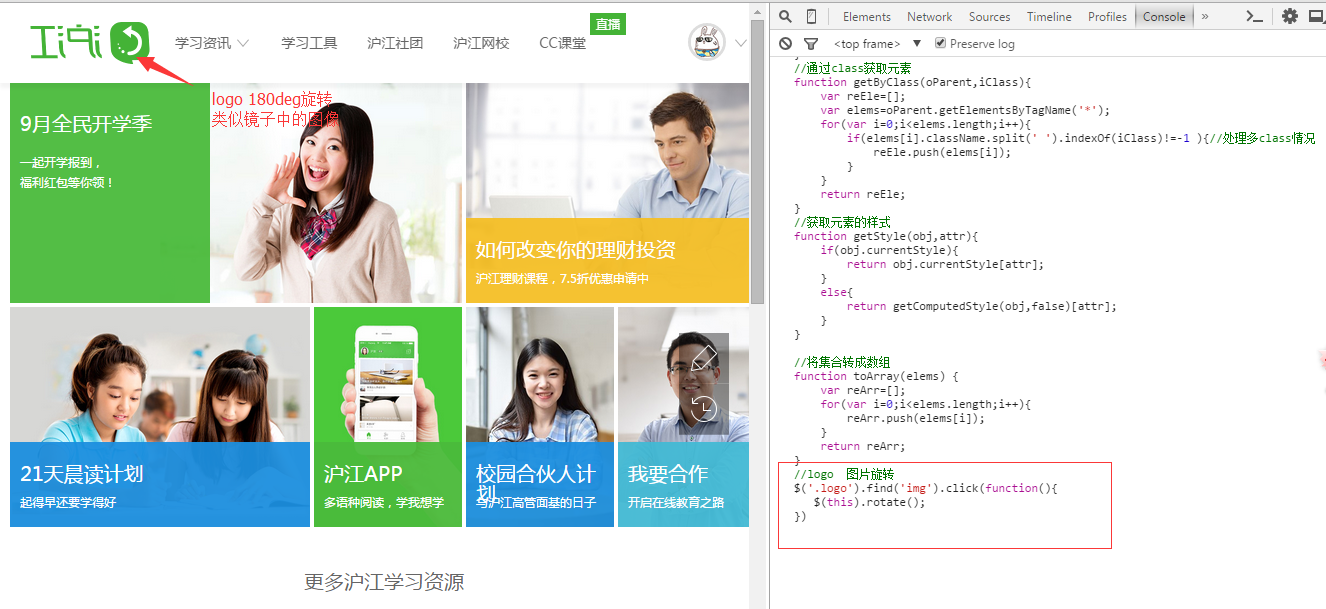 学习资讯
学习工具
沪江社团
沪江网校
CC课堂
直播
logo 180deg旋转
类似镜子中的图像
9月全民开学季
一起开学报到，
福利红包等你领！
如何改变你的理财投资
沪江理财课程，7.5折优惠申请中
21天晨读计划
起得早还要学得好
沪江APP
多语种阅读，学我想学
校园合伙人计
划
与沪江高管面基的日子
我要合作
开启在线教育之路
更多沪江学习资源
Elements Network Sources Timeline Profiles Console »
<top frame> ▼ Preserve log
}
//通过class获取元素
function getByClass(oParent,iClass){
var reEle=[];
var elems=oParent.getElementsByTagName('*');
for(var i=0;i<elems.length;i++){
if(elems[i].className.split(' ').indexOf(iClass)!=-1 ){//处理多class情况
reEle.push(elems[i]);
}
}
return reEle;
}
//获取元素的样式
function getStyle(obj,attr){
if(obj.currentStyle){
return obj.currentStyle[attr];
}
else{
return getComputedStyle(obj,false)[attr];
}
}
//将集合转成数组
function toArray(elems) {
var reArr=[];
for(var i=0;i<elems.length;i++){
reArr.push(elems[i]);
}
return reArr;
}
//logo 图片旋转
$('.logo').find('img').click(function(){
$(this).rotate();
})